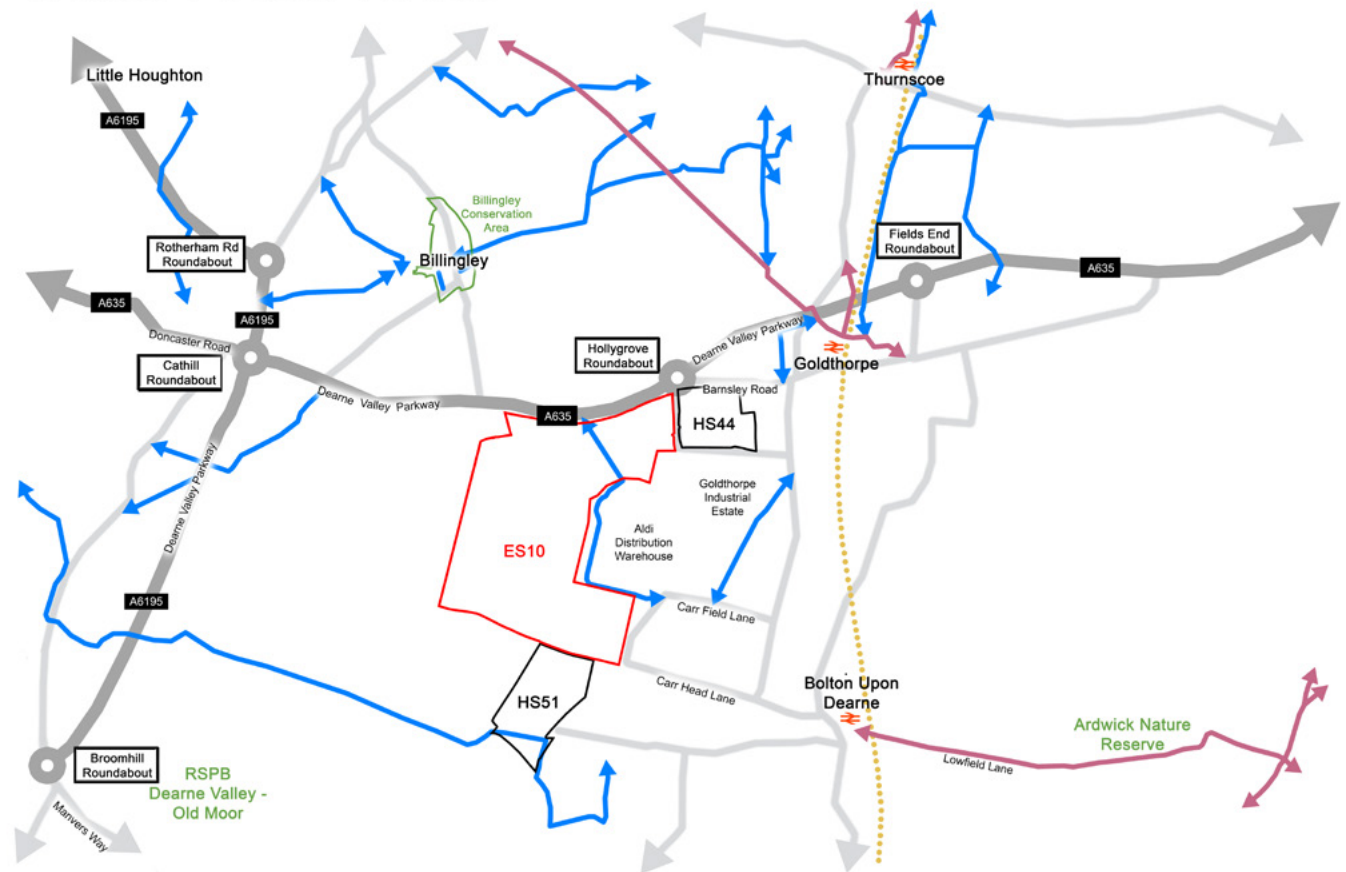 Little Houghton
Thurnscoe
A6195
Billingley
Conservation
Area
Rotherham Rd
Roundabout
Billingley
Fields End
Roundabout
A635
A635
A6195
Doncaster Road
Cathill
Roundabout
Hollygrove
Roundabout
Dearne Valley Parkway
Goldthorpe
Dearne Valley Parkway
Barnsley Road
A635
HS44
Dearne Valley Parkway
Goldthorpe
Industrial
Estate
Aldi
Distribution
Warehouse
ES10
A6195
Carr Field Lane
Carr Head Lane
Bolton Upon
Dearne
HS51
Ardwick Nature
Reserve
Lowfield Lane
Broomhill
Roundabout
RSPB
Dearne Valley -
Old Moor
Manvers Way